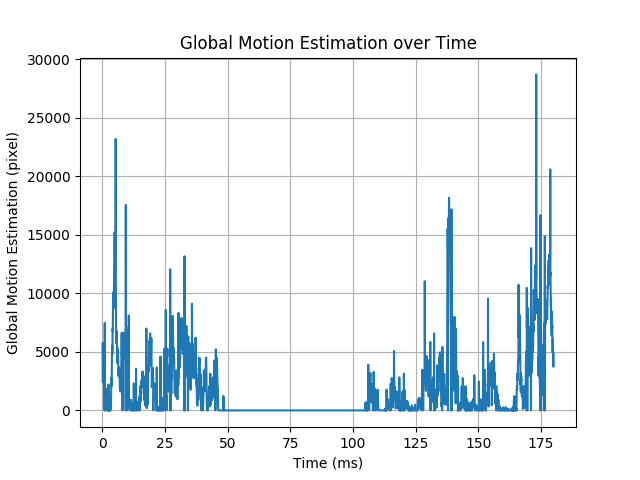 Global Motion Estimation over Time
30000
25000
20000
15000
10000
5000
0
Global Motion Estimation (pixel)
0 25 50 75 100 125 150 175
Time (ms)